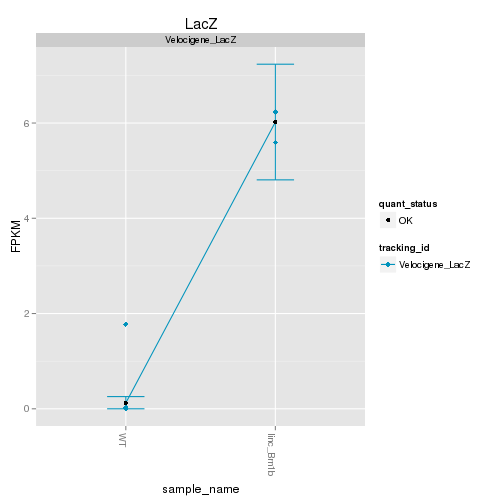 LacZ
Velocigene_LacZ
6
4
2
0
FPKM
WT
linc_Brn1b
sample_name
quant_status
OK
tracking_id
Velocigene_LacZ